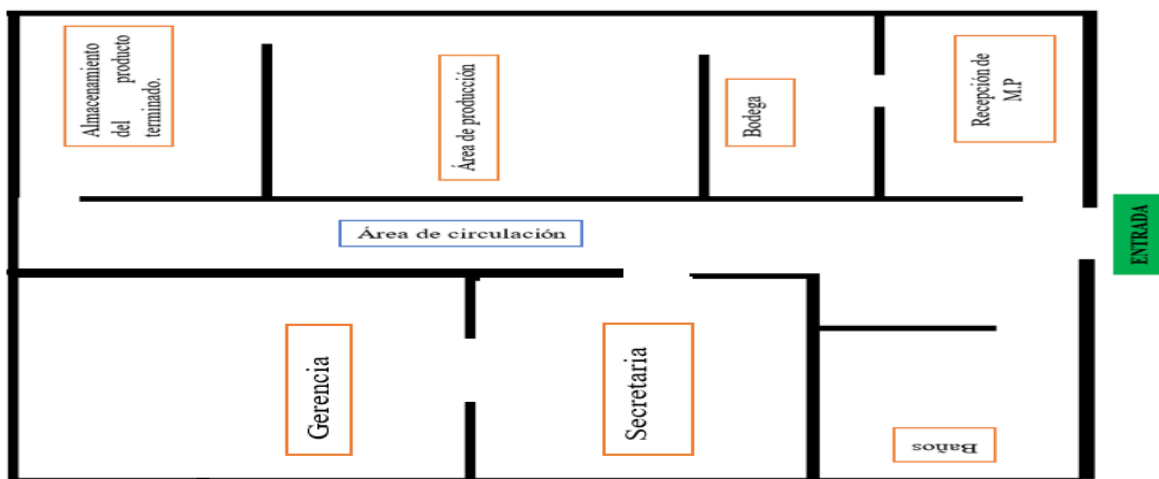 Almacenamiento
del producto
terminado.
Área de producción
Bodega
Recepción de
M.P
Área de circulación
ENTRADA
Gerencia
Secretaria
Baños